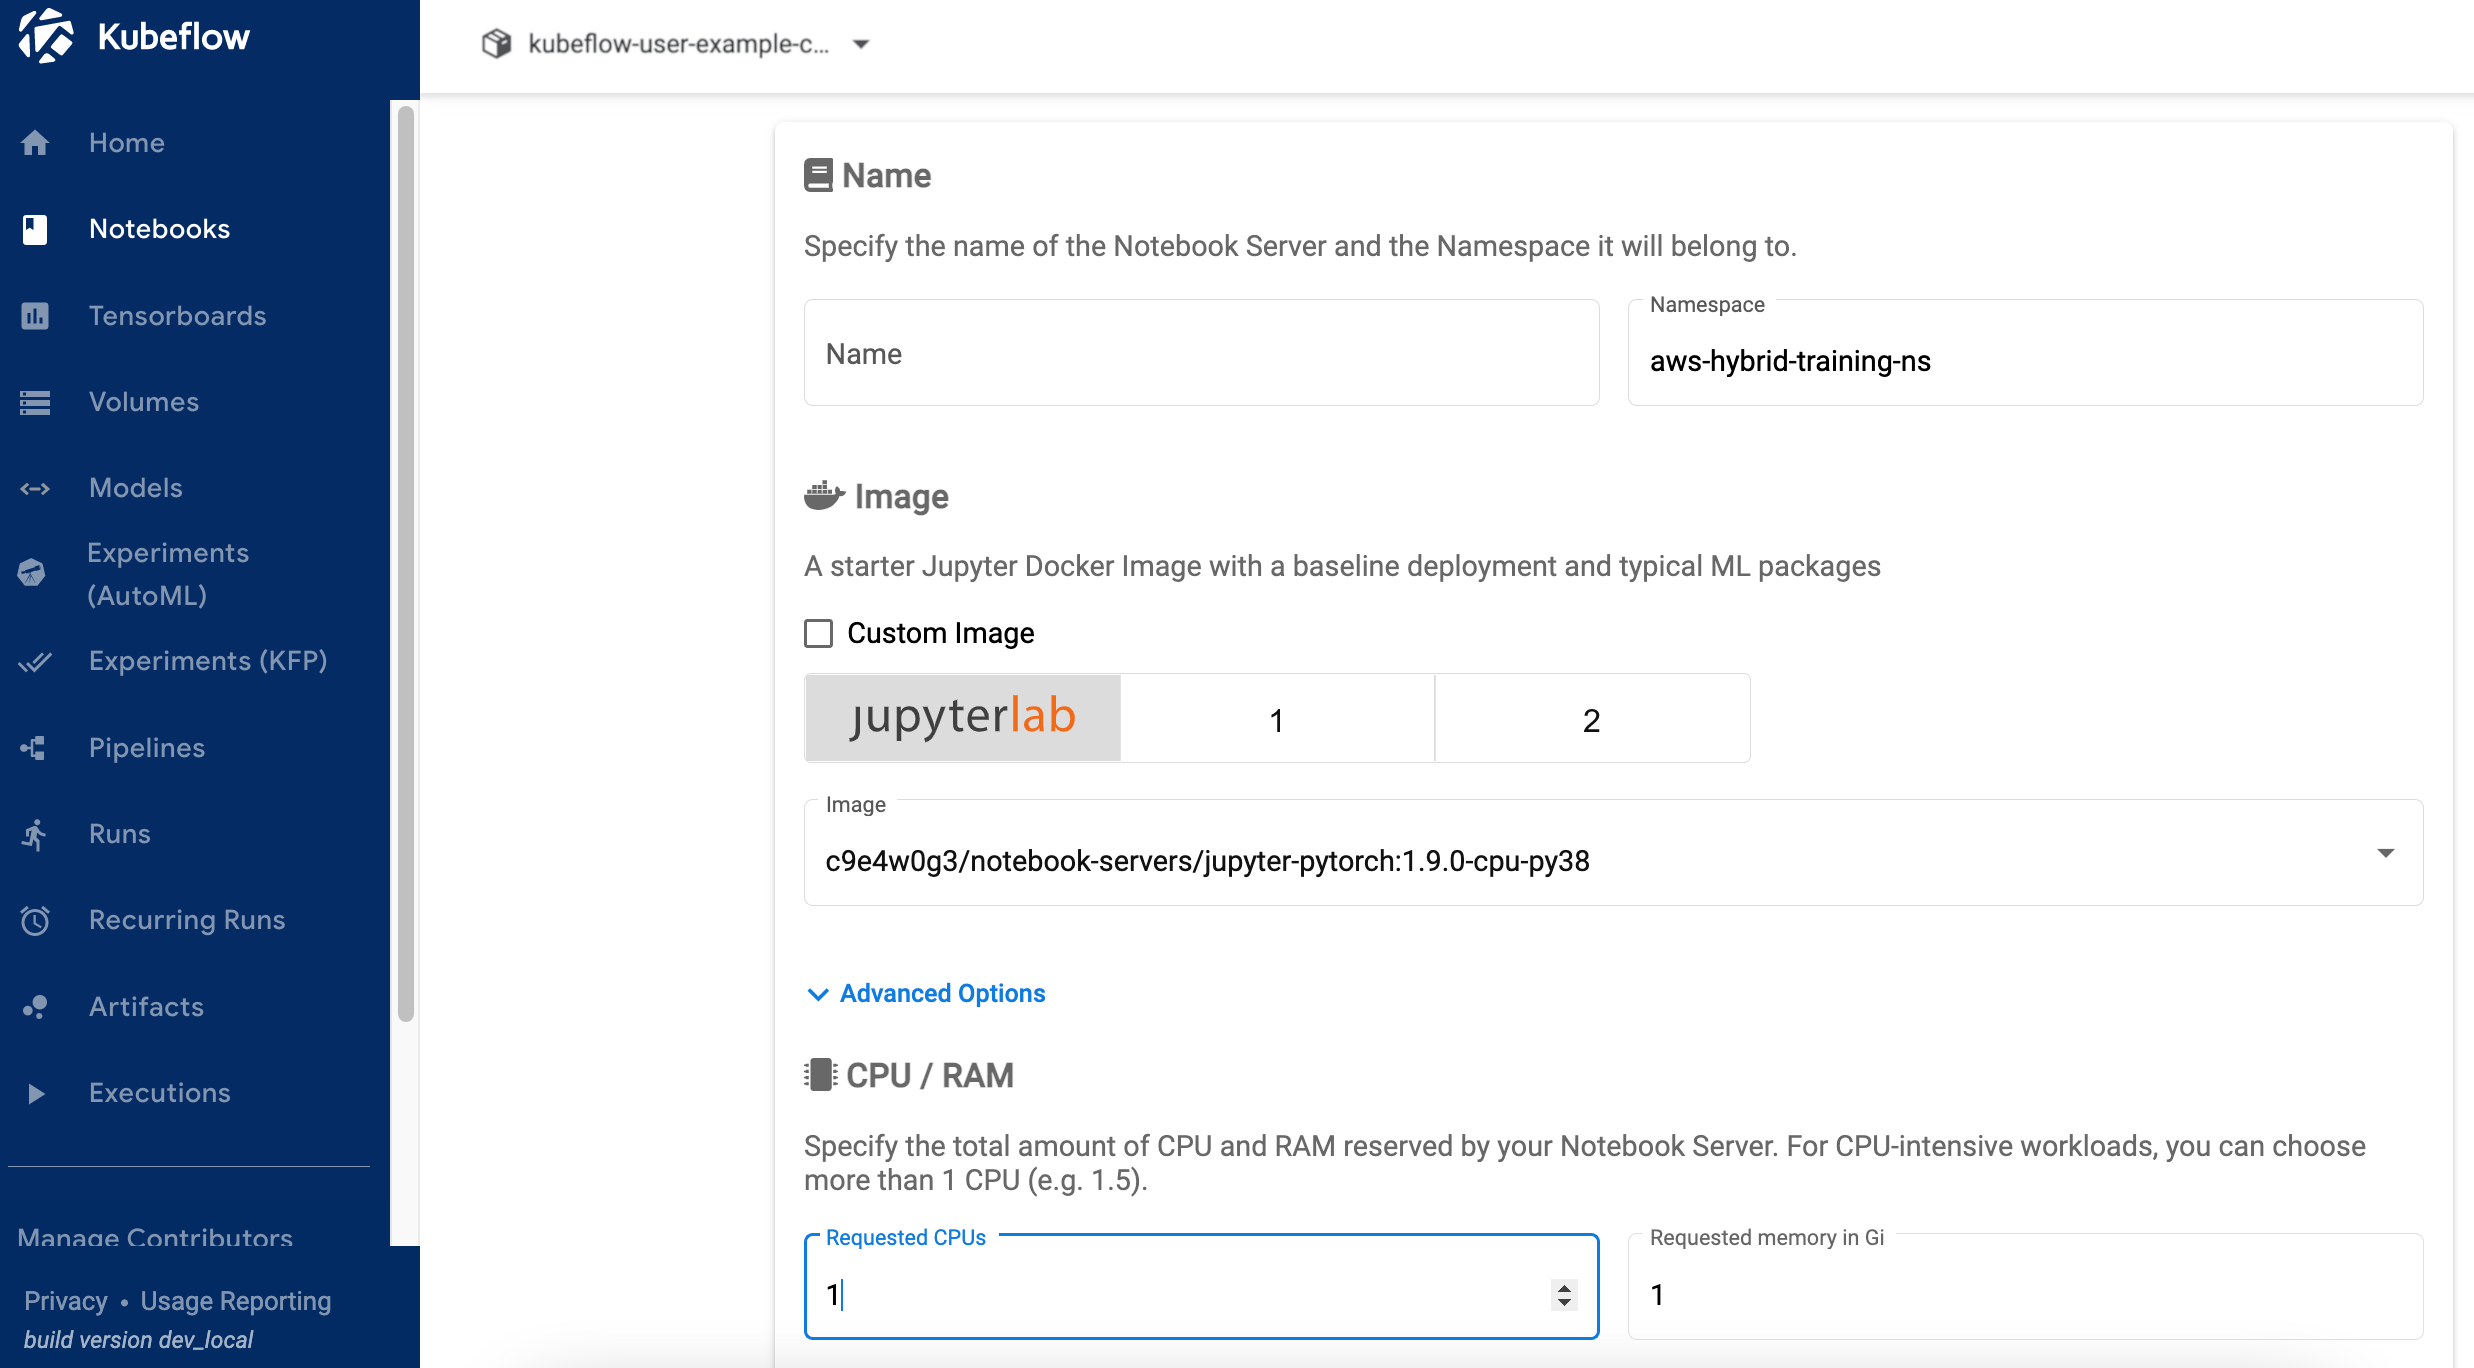 Kubeflow
kubeflow-user-example-c...
Home
Notebooks
Tensorboards
Volumes
Models
Experiments
(AutoML)
Experiments (KFP)
Pipelines
Runs
Recurring Runs
Artifacts
Executions
Manage Contributors
Privacy • Usage Reporting
build version dev_local
Name
Specify the name of the Notebook Server and the Namespace it will belong to.
Name
Namespace
aws-hybrid-training-ns
Image
A starter Jupyter Docker Image with a baseline deployment and typical ML packages
Custom Image
jupyterlab
1
2
Image
c9e4w0g3/notebook-servers/jupyter-pytorch:1.9.0-cpu-py38
Advanced Options
CPU / RAM
Specify the total amount of CPU and RAM reserved by your Notebook Server. For CPU-intensive workloads, you can choose
more than 1 CPU (e.g. 1.5).
Requested CPUs
1
Requested memory in Gi
1